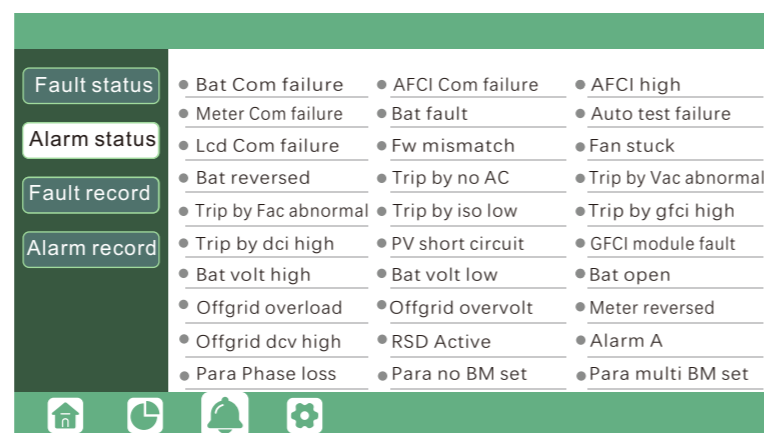 Fault status
Alarm status
Fault record
Alarm record
Bat Com failure AFCI Com failure AFCI high
Meter Com failure Bat fault Auto test failure
Lcd Com failure Fw mismatch Fan stuck
Bat reversed Trip by no AC Trip by Vac abnormal
Trip by Fac abnormal Trip by iso low Trip by gfci high
Trip by dci high PV short circuit GFCI module fault
Bat volt high Bat volt low Bat open
Offgrid overload Offgrid overvolt Meter reversed
Offgrid dcv high RSD Active Alarm A
Para Phase loss Para no BM set Para multi BM set